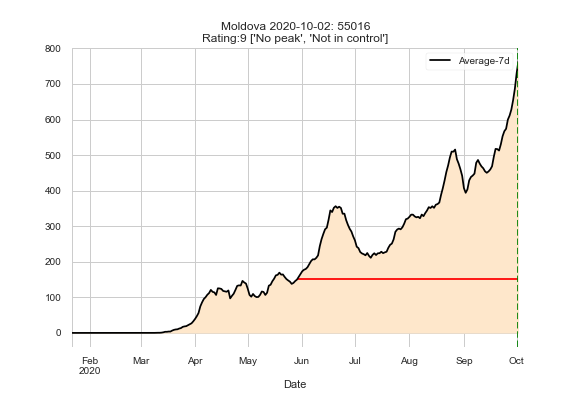 Moldova 2020-10-02: 55016
Rating:9 ['No peak', 'Not in control']
800
700
600
500
400
300
200
100
0
Average-7d
Feb Mar Apr May Jun Jul Aug Sep Oct
2020
Date